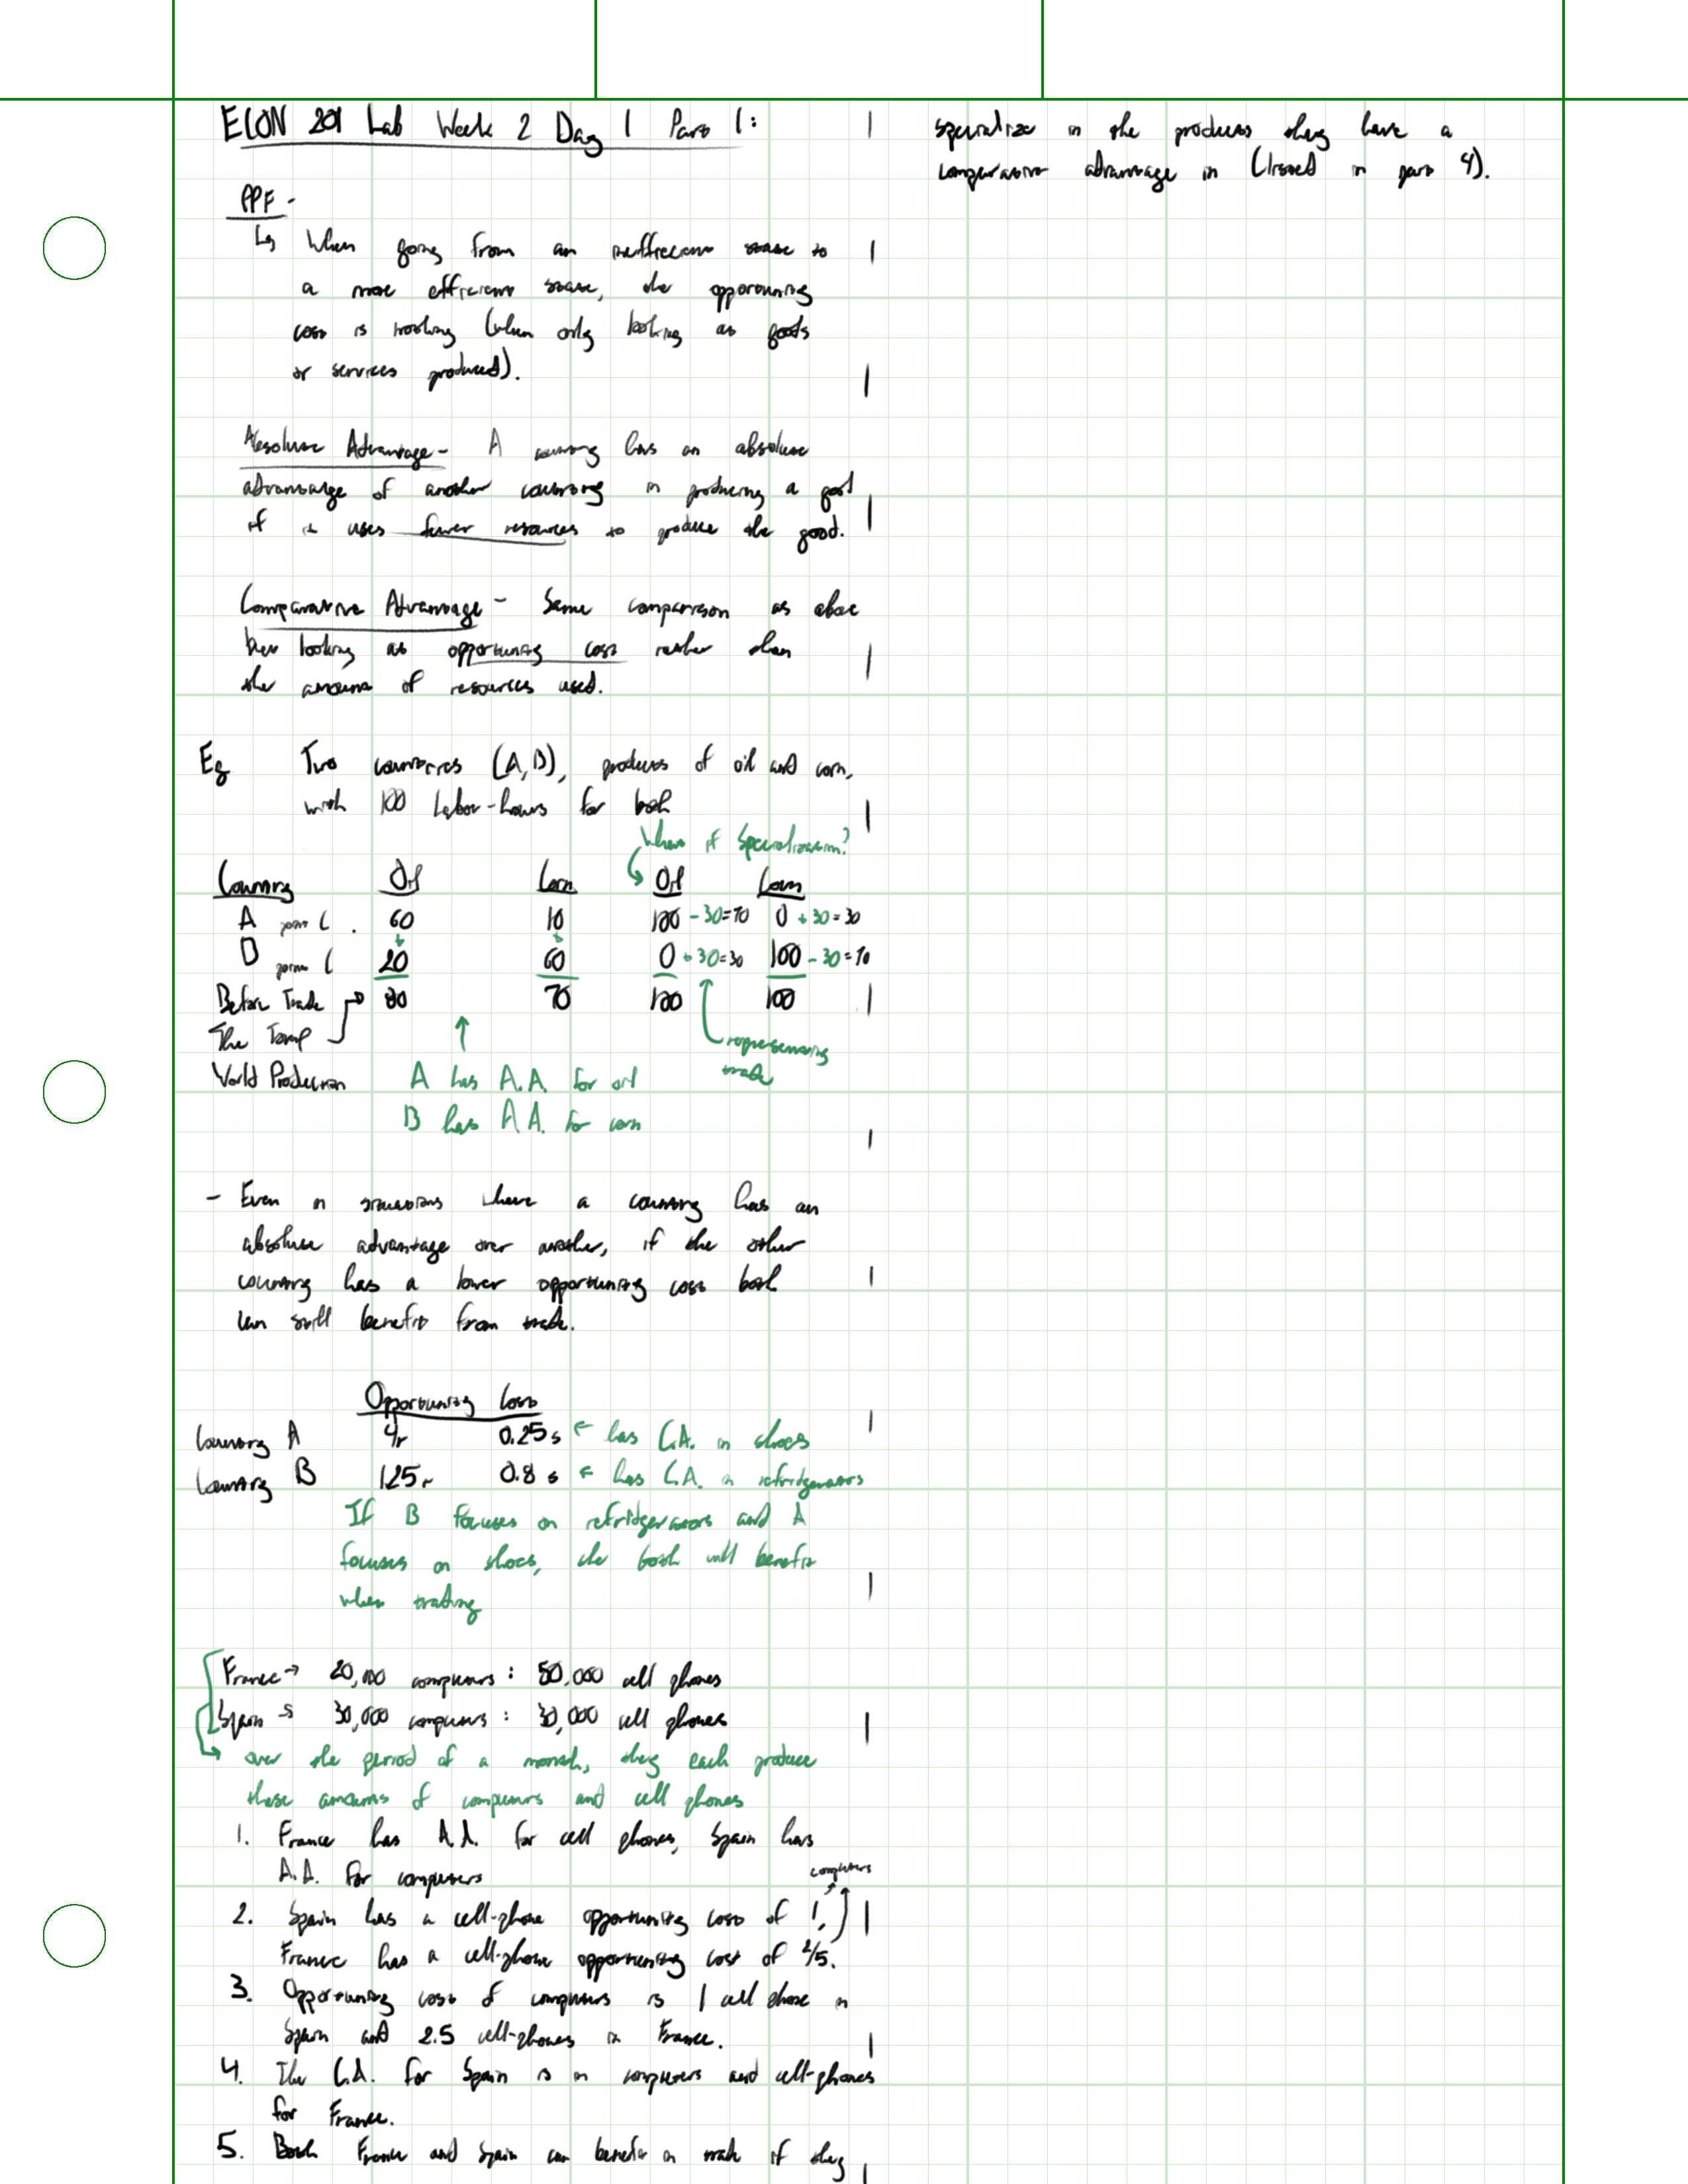 ECON 201 Lab Week 2 Day 1 Part 1:
PPF -
↳ When going from an inefficient state to
a more efficient state, the opportunity
cost is nothing (when only looking at goods
or services produced).
Absolute Advantage - A country has an absolute
advantage of another country in producing a good
if it uses fewer resources to produce the good.
Comparative Advantage - Same comparison as above
but looking at opportunity cost rather than
the amount of resources used.
Eg Two countries (A, B), produces of oil and corn,
with 100 Labor-hours for both
What if Specialization?
Country Oil Corn Oil Corn
A 60 10 100 - 30 = 70 0 + 30 = 30
B 20 60 0 + 30 = 30 100 - 30 = 70
Before Trade 80 70 100 100
The Total
World Production
representing
trade
A has A.A. for oil
B has A.A. for corn
- Even in situations where a country has an
absolute advantage over another, if the other
country has a lower opportunity cost both
can still benefit from trade.
Opportunity Cost
Country A 4r 0.25s ← has C.A. in shoes
Country B 1.25r 0.8s ← has C.A. in refridgerators
If B focuses on refridgerators and A
focuses on shoes, the both will benefit
when trading
France → 20,000 computers : 50,000 cell phones
Spain → 30,000 computers : 30,000 cell phones
over the period of a month, they each produce
these amounts of computers and cell phones
1. France has A.A. for cell phones, Spain has
A.A. for computers
computers
2. Spain has a cell-phone opportunity cost of 1,
France has a cell-phone opportunity cost of 2/5.
3. Opportunity cost of computers is 1 cell phone in
Spain and 2.5 cell-phones in France.
4. The C.A. for Spain is in computers and cell-phones
for France.
5. Both France and Spain can benefit in trade if they
specialize in the products they have a
comparative advantage in (listed in part 4).